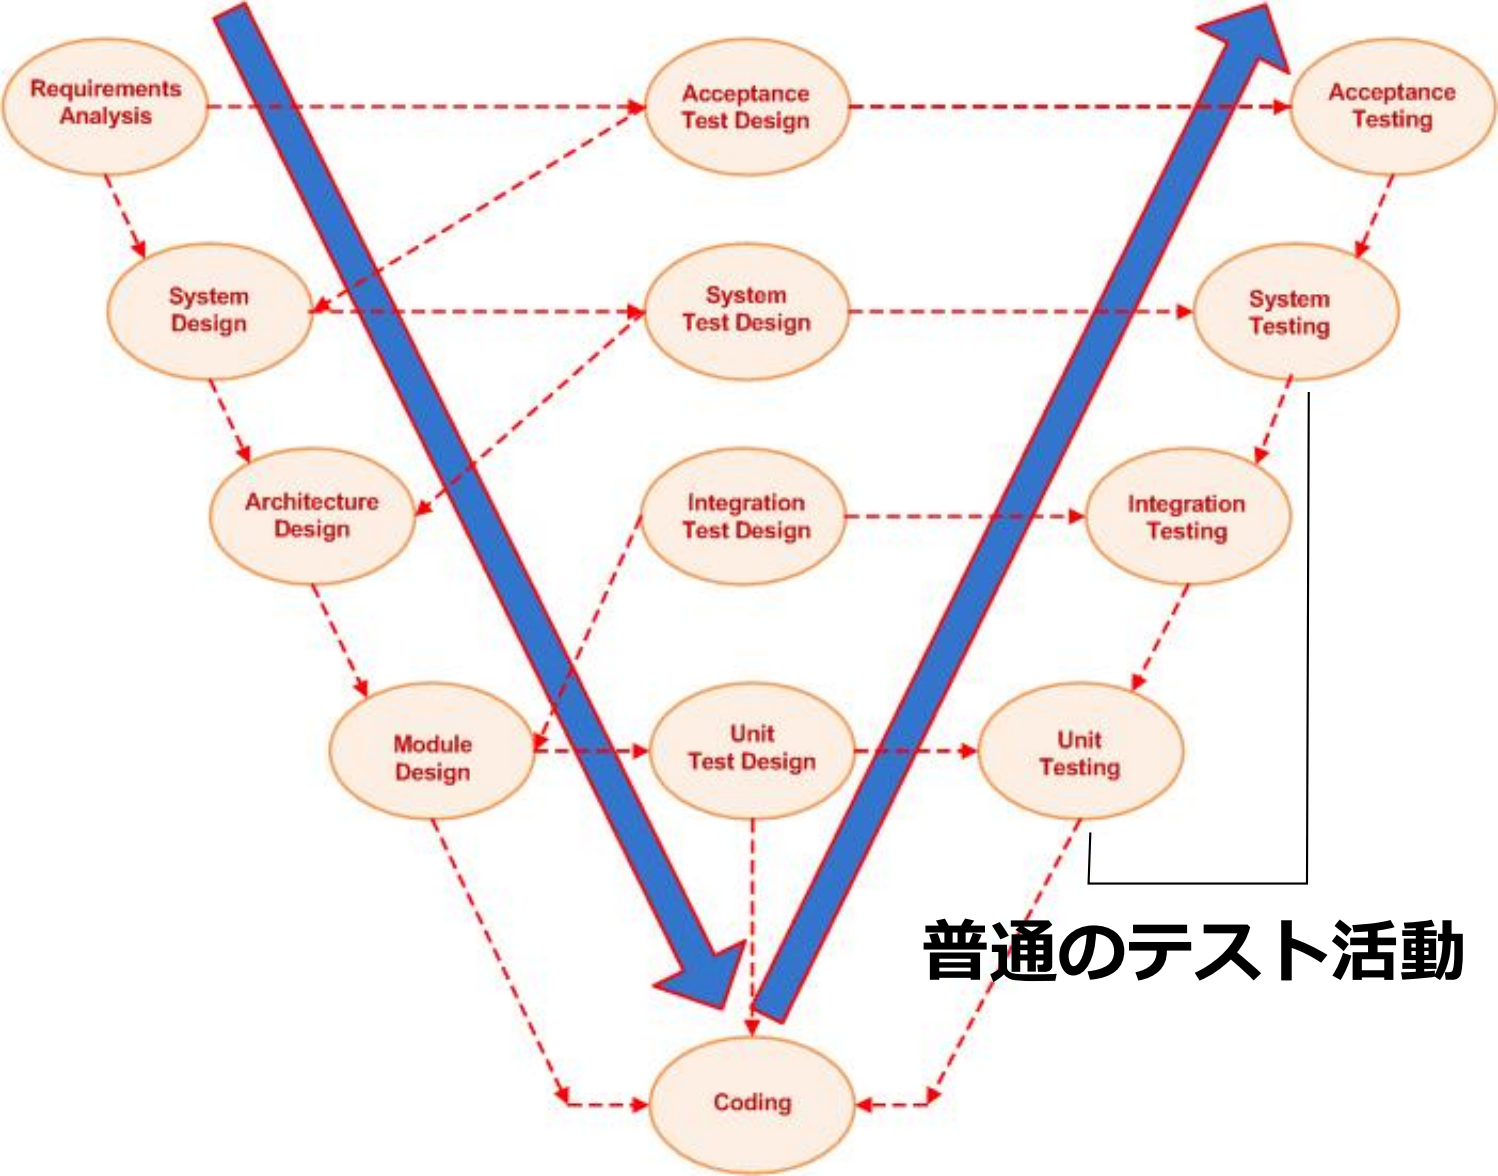 Requirements
Analysis
Acceptance
Test Design
Acceptance
Testing
System
Design
System
Test Design
System
Testing
Architecture
Design
Integration
Test Design
Integration
Testing
Module
Design
Unit
Test Design
Unit
Testing
普通のテスト活動
Coding